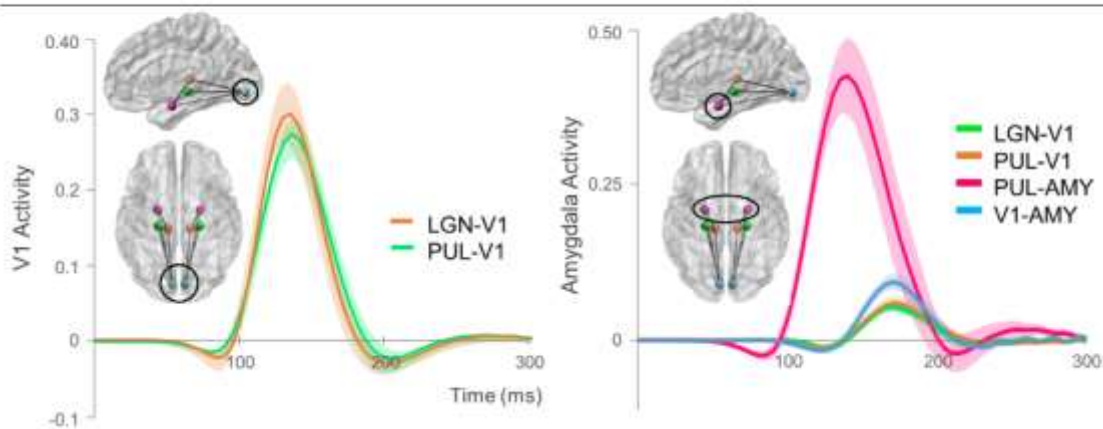 0.40
0.3
0.2
0.1
0
-0.1
V1 Activity
LGN-V1
PUL-V1
100
200
300
Time (ms)
0.50
0.25
0
Amygdala Activity
LGN-V1
PUL-V1
PUL-AMY
V1-AMY
100
200
300